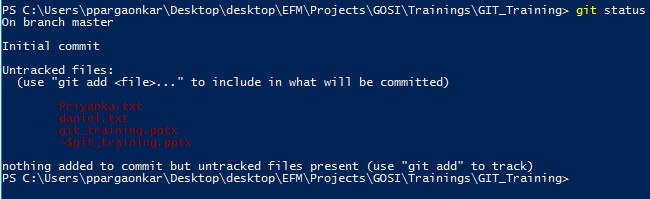 PS C:\Users\ppargaonkar\Desktop\desktop\EFM\Projects\GOSI\Trainings\GIT_Training> git status
On branch master
Initial commit
Untracked files:
(use "git add <file>..." to include in what will be committed)
Priyanka.txt
daniel.txt
git_training.pptx
~$git_training.pptx
nothing added to commit but untracked files present (use "git add" to track)
PS C:\Users\ppargaonkar\Desktop\desktop\EFM\Projects\GOSI\Trainings\GIT_Training>